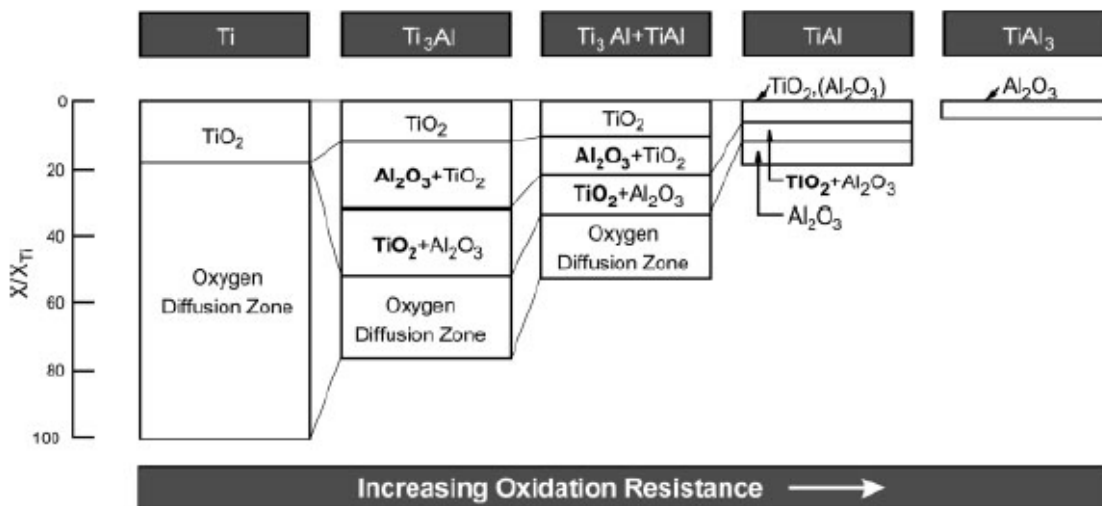 Ti
Ti₃Al
Ti₃ Al+TiAl
TiAl
TiAl₃
X/X_Ti
0
20
40
60
80
100
TiO₂
Oxygen
Diffusion Zone
TiO₂
Al₂O₃+TiO₂
TiO₂+Al₂O₃
Oxygen
Diffusion Zone
TiO₂
Al₂O₃+TiO₂
TiO₂+Al₂O₃
Oxygen
Diffusion Zone
TiO₂,(Al₂O₃)
TIO₂+Al₂O₃
Al₂O₃
Al₂O₃
Increasing Oxidation Resistance